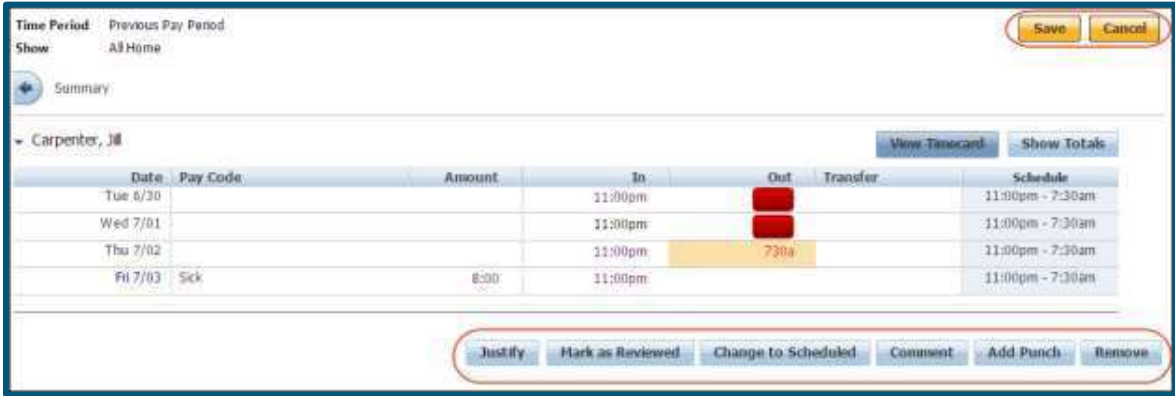 Time Period Previous Pay Period
Save Cancel
Show All Home
Summary
Carpenter, Jill
View Timecard Show Totals
Date Pay Code Amount In Out Transfer Schedule
Tue 6/30 11:00pm 11:00pm - 7:30am
Wed 7/01 11:00pm 11:00pm - 7:30am
Thu 7/02 11:00pm 730a 11:00pm - 7:30am
Fri 7/03 Sick 8:00 11:00pm 11:00pm - 7:30am
Justify Mark as Reviewed Change to Scheduled Comment Add Punch Remove